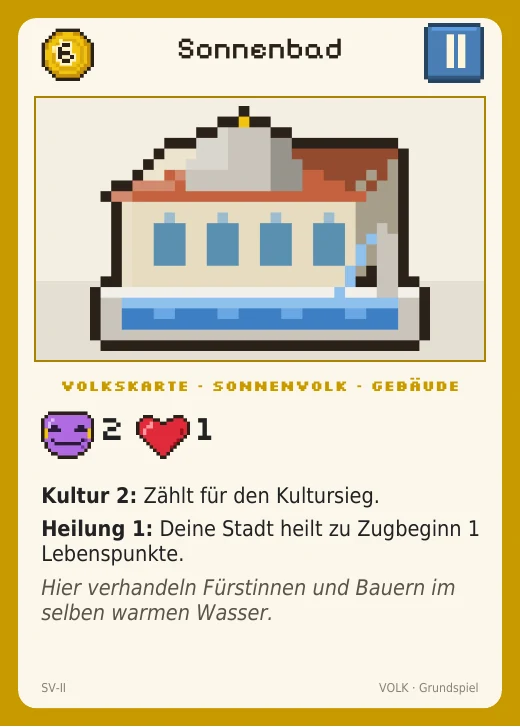 Sonnenbad
II
VOLKSKARTE · SONNENVOLK · GEBÄUDE
2 1
Kultur 2: Zählt für den Kultursieg.
Heilung 1: Deine Stadt heilt zu Zugbeginn 1
Lebenspunkte.
Hier verhandeln Fürstinnen und Bauern im
selben warmen Wasser.
SV-II VOLK · Grundspiel